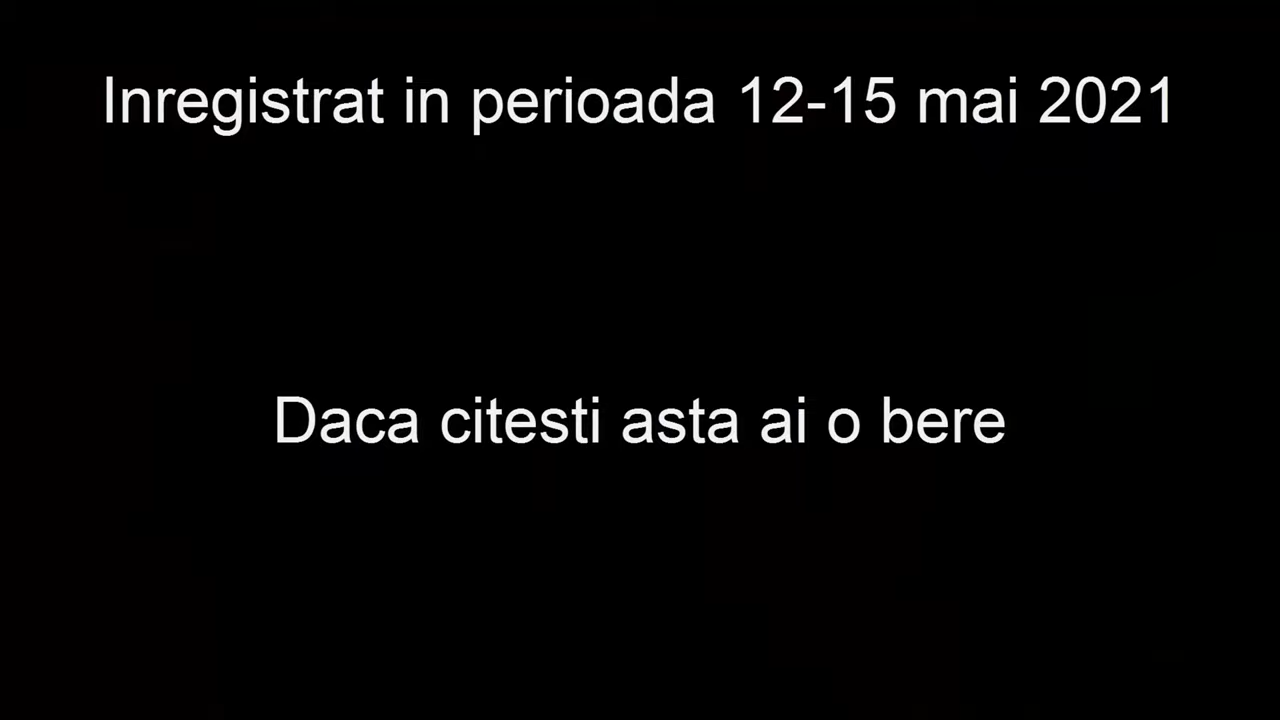 Inregistrat in perioada 12-15 mai 2021
Daca citesti asta ai o bere